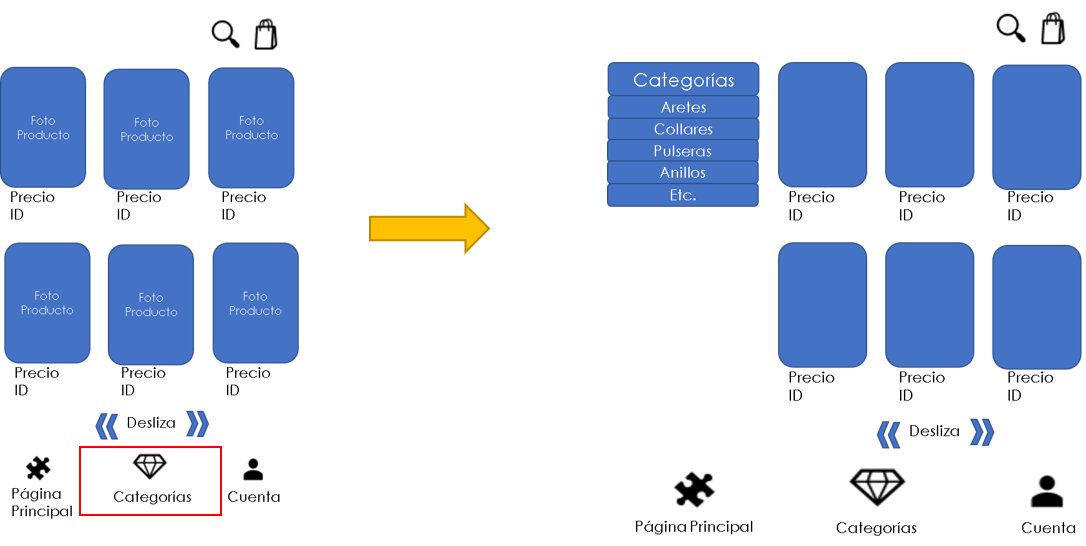 Foto
Producto
Foto
Producto
Foto
Producto
Precio
ID
Precio
ID
Precio
ID
Foto
Producto
Foto
Producto
Foto
Producto
Precio
ID
Precio
ID
Precio
ID
Desliza
Página
Principal
Categorías
Cuenta
Categorías
Aretes
Collares
Pulseras
Anillos
Etc.
Precio
ID
Precio
ID
Precio
ID
Precio
ID
Precio
ID
Precio
ID
Desliza
Página Principal
Categorías
Cuenta